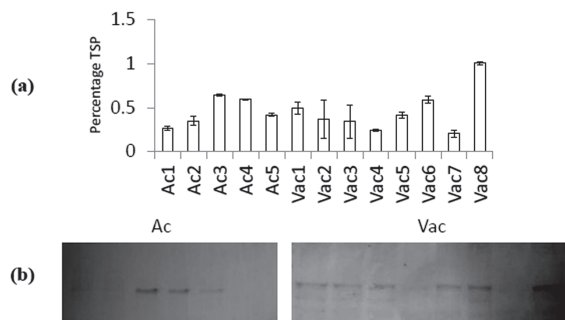 (a)
Percentage TSP
1.5
1
0.5
0
Ac1 Ac2 Ac3 Ac4 Ac5 Vac1 Vac2 Vac3 Vac4 Vac5 Vac6 Vac7 Vac8
Ac Vac
(b)